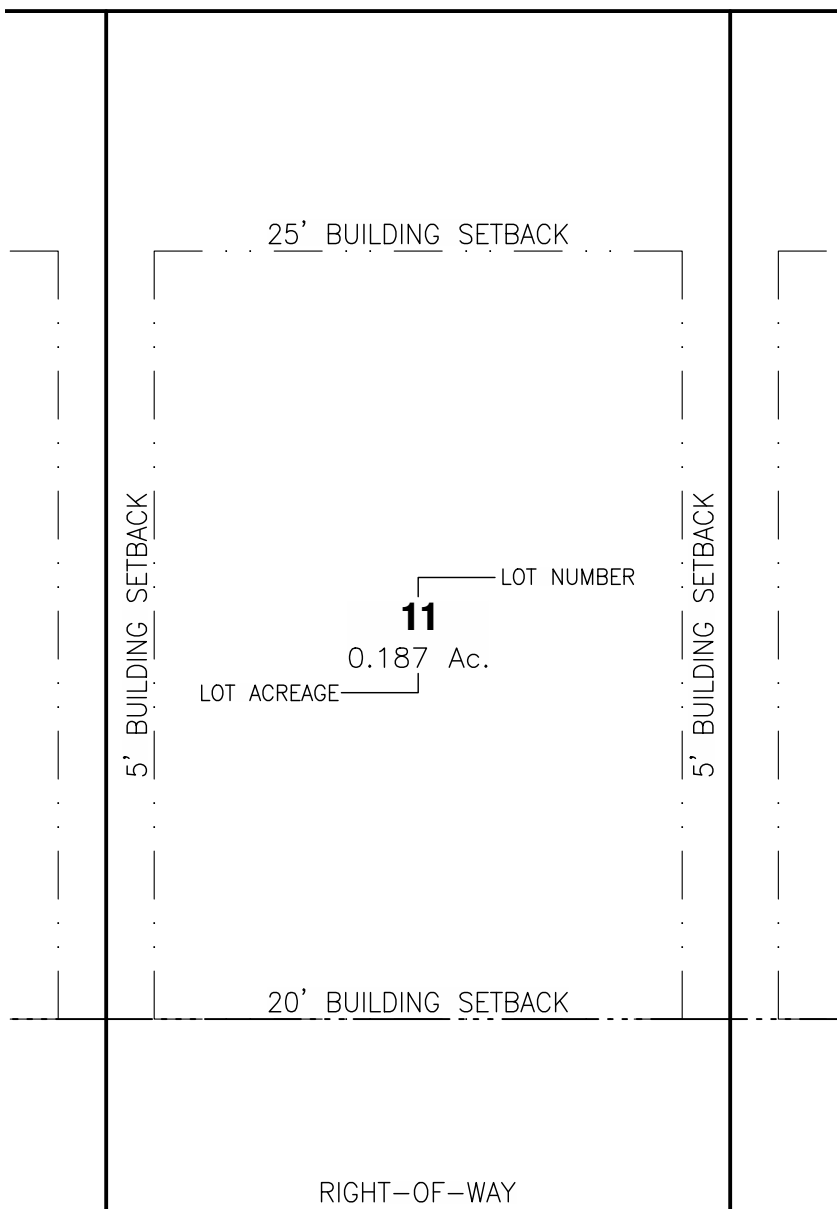 25' BUILDING SETBACK
5' BUILDING SETBACK
5' BUILDING SETBACK
LOT NUMBER
11
0.187 Ac.
LOT ACREAGE
20' BUILDING SETBACK
RIGHT-OF-WAY